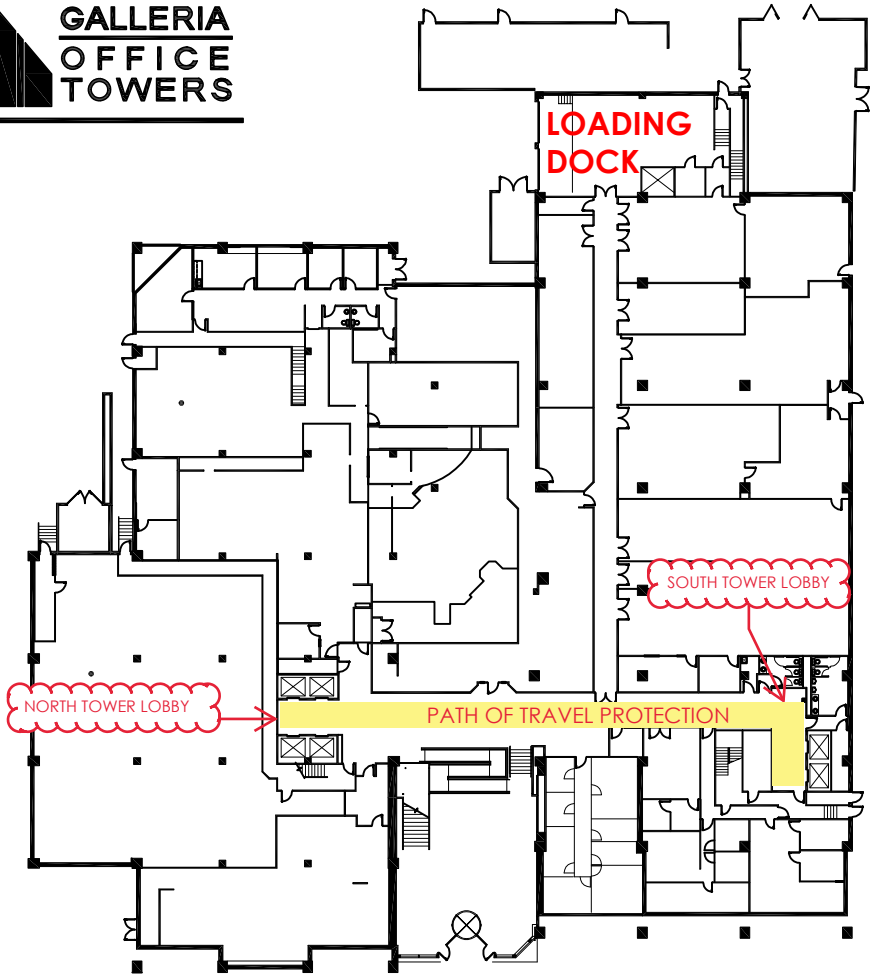 GALLERIA
OFFICE
TOWERS
LOADING
DOCK
SOUTH TOWER LOBBY
NORTH TOWER LOBBY
PATH OF TRAVEL PROTECTION